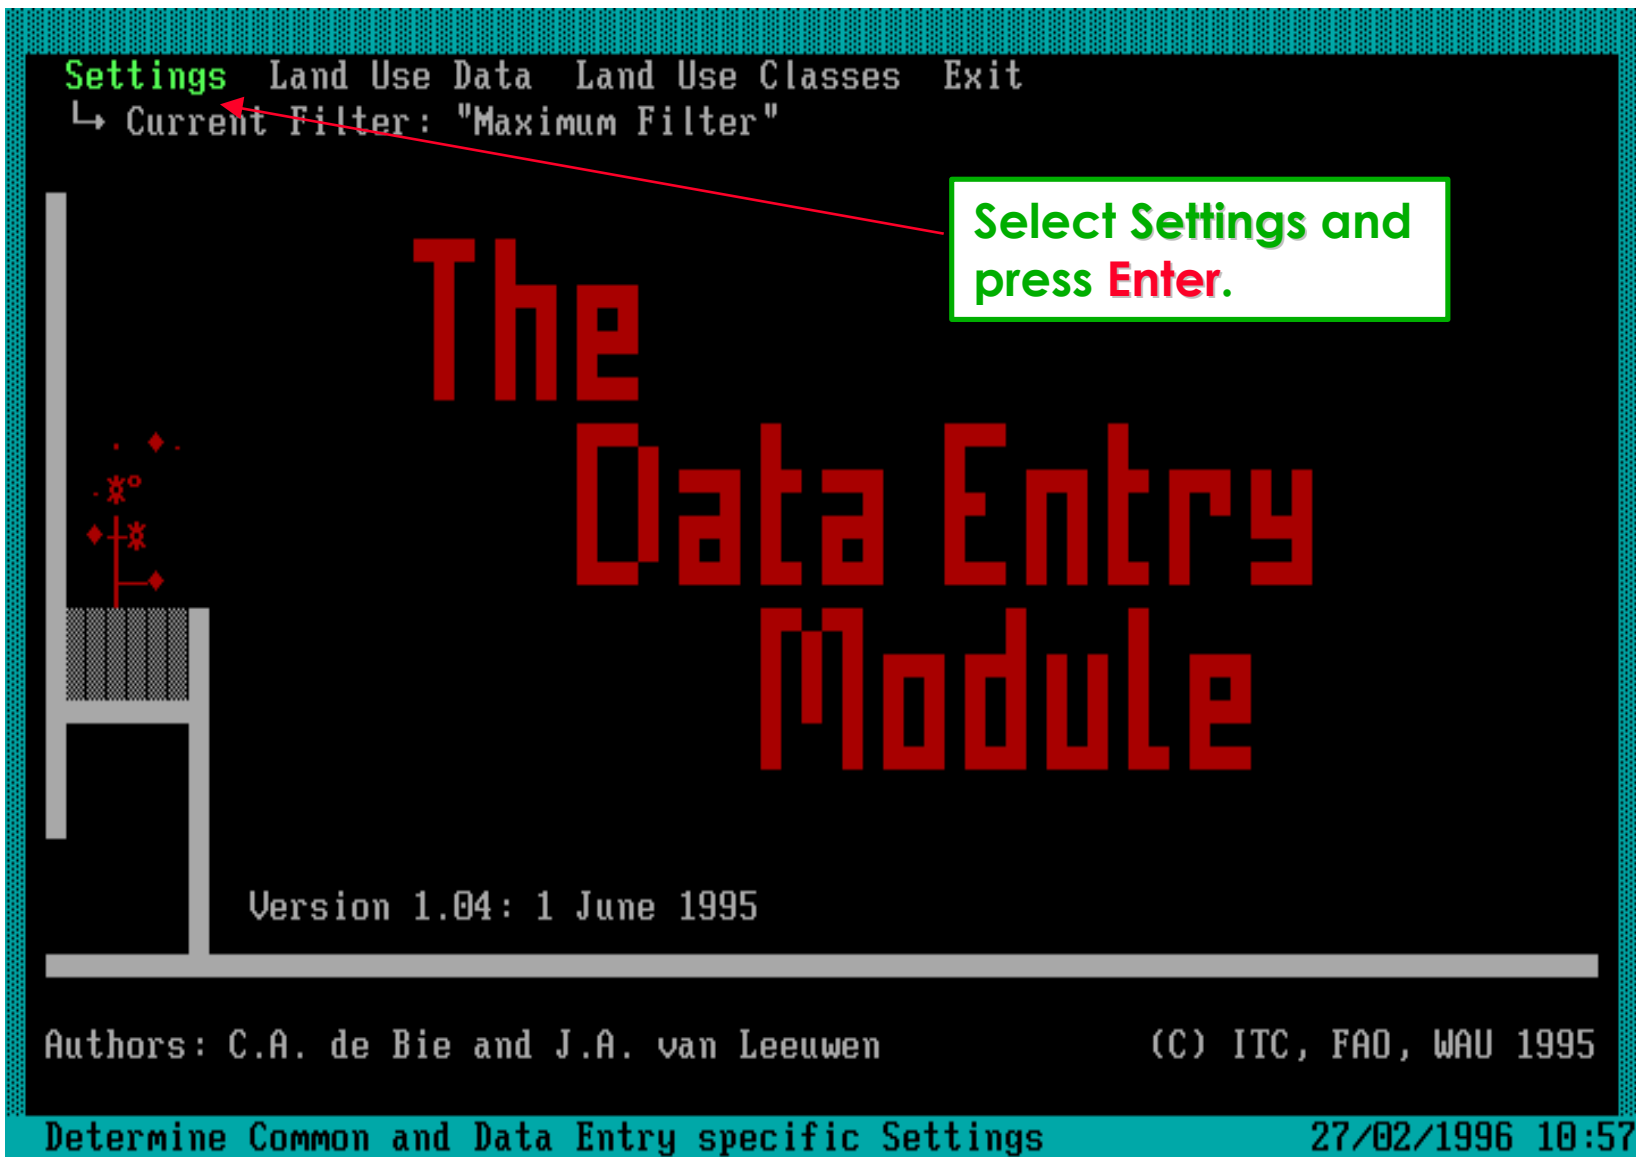 Settings Land Use Data Land Use Classes Exit
↳ Current Filter: "Maximum Filter"
Select Settings and
press Enter.
The
Data Entry
Module
Version 1.04: 1 June 1995
Authors: C.A. de Bie and J.A. van Leeuwen (C) ITC, FAO, WAU 1995
Determine Common and Data Entry specific Settings 27/02/1996 10:57